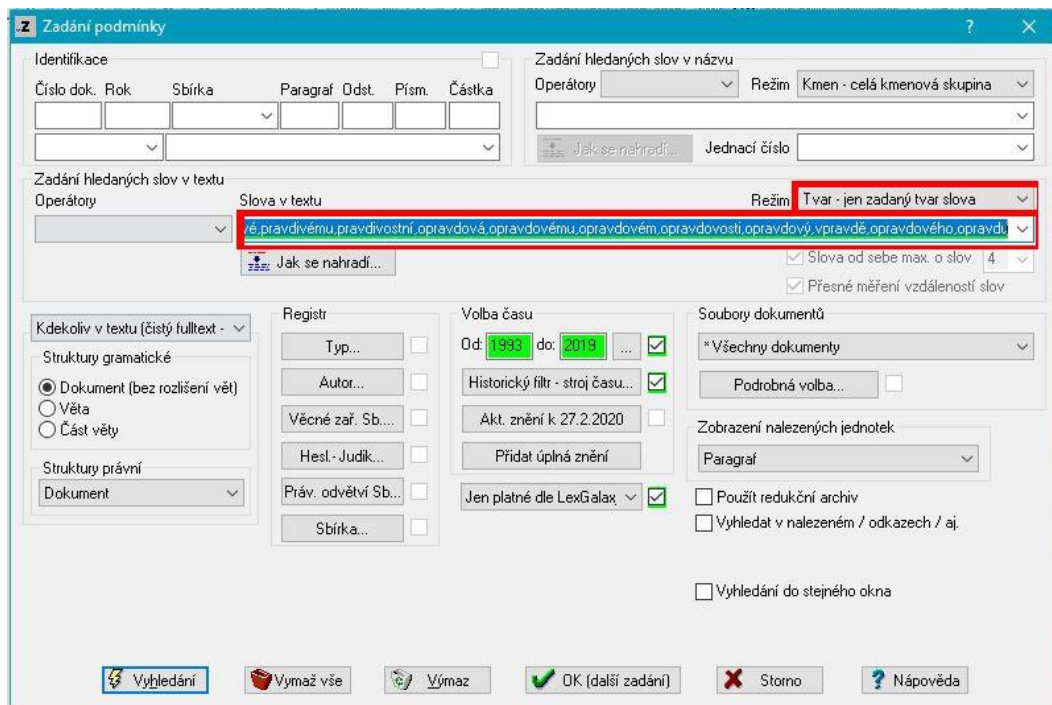 Zadání podmínky ? ×
Identifikace
Číslo dok. Rok Sbírka Paragraf Odst. Písm. Částka
Zadání hledaných slov v názvu
Operátory Režim Kmen - celá kmenová skupina
Jak se nahradí... Jednací číslo
Zadání hledaných slov v textu
Operátory Slova v textu Režim Tvar - jen zadaný tvar slova
vé,pravdivému,pravdivostní,opravdová,opravdovému,opravdovém,opravdovosti,opravdový,vpravdě,opravdového,opravdu
Jak se nahradí... Slova od sebe max. o slov 4
Přesné měření vzdáleností slov
Kdekoliv v textu (čistý fulltext -
Struktury gramatické
Dokument (bez rozlišení vět)
Věta
Část věty
Struktury právní
Dokument
Registr
Typ...
Autor...
Věcné zař. Sb....
Hesl.- Judik...
Práv. odvětví Sb...
Sbírka...
Volba času
Od: 1993 do: 2019 ...
Historický filtr - stroj času...
Akt. znění k 27.2.2020
Přidat úplná znění
Jen platné dle LexGalax
Soubory dokumentů
* Všechny dokumenty
Podrobná volba...
Zobrazení nalezených jednotek
Paragraf
Použít redukční archiv
Vyhledat v nalezeném / odkazech / aj.
Vyhledání do stejného okna
Vyhledání Vymaž vše Výmaz OK (další zadání) Storno Nápověda